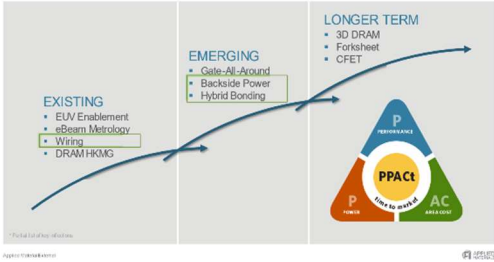 LONGER TERM
▪ 3D DRAM
▪ Forksheet
▪ CFET
EMERGING
▪ Gate-All-Around
▪ Backside Power
▪ Hybrid Bonding
EXISTING
▪ EUV Enablement
▪ eBeam Metrology
▪ Wiring
▪ DRAM HKMG
P
PERFORMANCE
PPACt
time to market
P
POWER
AC
AREA COST
APPLIED
MATERIALS